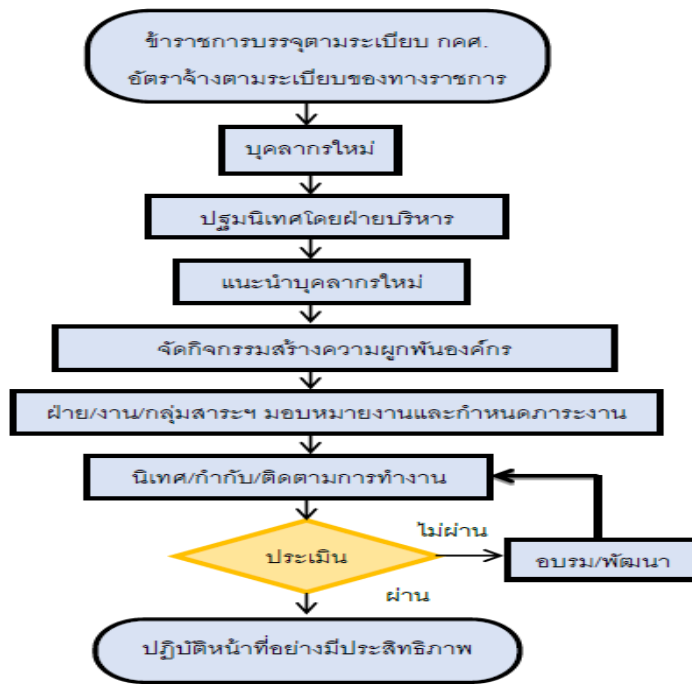 ข้าราชการบรรจุตามระเบียบ กคศ.
อัตราจ้างตามระเบียบของทางราชการ
บุคลากรใหม่
ปฐมนิเทศโดยฝ่ายบริหาร
แนะนำบุคลากรใหม่
จัดกิจกรรมสร้างความผูกพันองค์กร
ฝ่าย/งาน/กลุ่มสาระฯ มอบหมายงานและกำหนดภาระงาน
นิเทศ/กำกับ/ติดตามการทำงาน
ไม่ผ่าน
ประเมิน
อบรม/พัฒนา
ผ่าน
ปฏิบัติหน้าที่อย่างมีประสิทธิภาพ